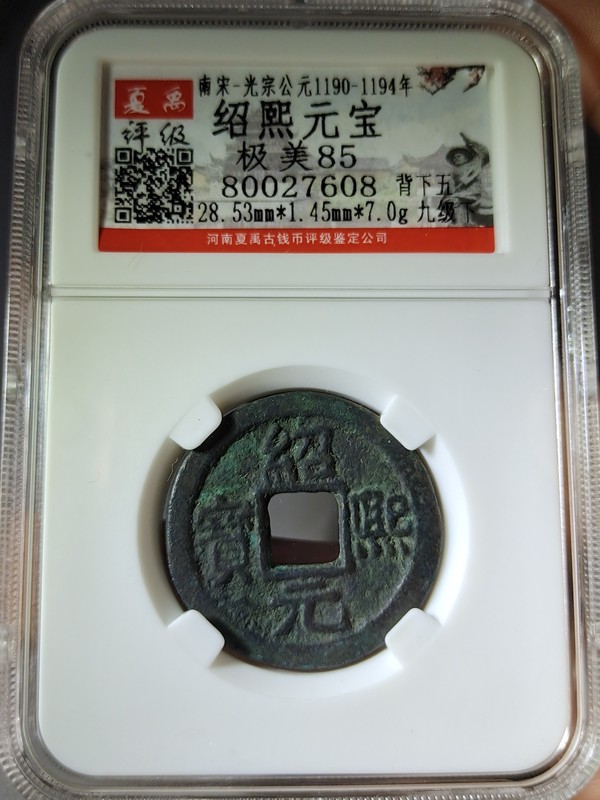 夏禹
评级
南宋-光宗公元1190-1194年
绍熙元宝
极美85
80027608 背下五
28.53mm*1.45mm*7.0g 九级下
河南夏禹古钱币评级鉴定公司
紹
熙
元
寶